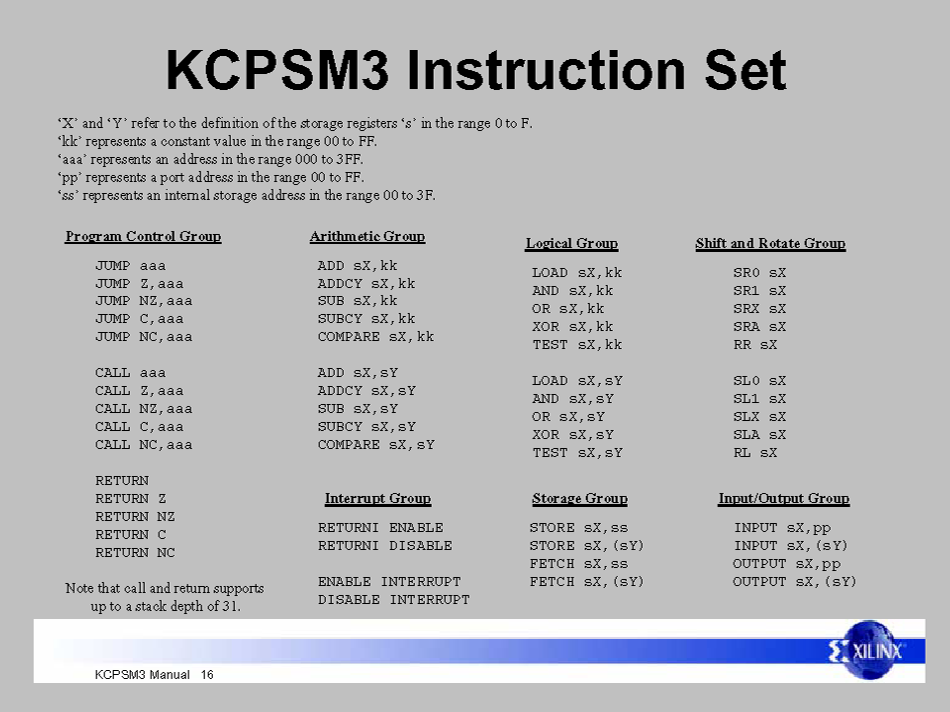 KCPSM3 Instruction Set
‘X’ and ‘Y’ refer to the definition of the storage registers ‘s’ in the range 0 to F.
‘kk’ represents a constant value in the range 00 to FF.
‘aaa’ represents an address in the range 000 to 3FF.
‘pp’ represents a port address in the range 00 to FF.
‘ss’ represents an internal storage address in the range 00 to 3F.
Program Control Group
JUMP aaa
JUMP Z,aaa
JUMP NZ,aaa
JUMP C,aaa
JUMP NC,aaa
CALL aaa
CALL Z,aaa
CALL NZ,aaa
CALL C,aaa
CALL NC,aaa
RETURN
RETURN Z
RETURN NZ
RETURN C
RETURN NC
Note that call and return supports
up to a stack depth of 31.
Arithmetic Group
ADD sX,kk
ADDCY sX,kk
SUB sX,kk
SUBCY sX,kk
COMPARE sX,kk
ADD sX,sY
ADDCY sX,sY
SUB sX,sY
SUBCY sX,sY
COMPARE sX,sY
Interrupt Group
RETURNI ENABLE
RETURNI DISABLE
ENABLE INTERRUPT
DISABLE INTERRUPT
Logical Group
LOAD sX,kk
AND sX,kk
OR sX,kk
XOR sX,kk
TEST sX,kk
LOAD sX,sY
AND sX,sY
OR sX,sY
XOR sX,sY
TEST sX,sY
Storage Group
STORE sX,ss
STORE sX,(sY)
FETCH sX,ss
FETCH sX,(sY)
Shift and Rotate Group
SR0 sX
SR1 sX
SRX sX
SRA sX
RR sX
SL0 sX
SL1 sX
SLX sX
SLA sX
RL sX
Input/Output Group
INPUT sX,pp
INPUT sX,(sY)
OUTPUT sX,pp
OUTPUT sX,(sY)
XILINX
KCPSM3 Manual 16